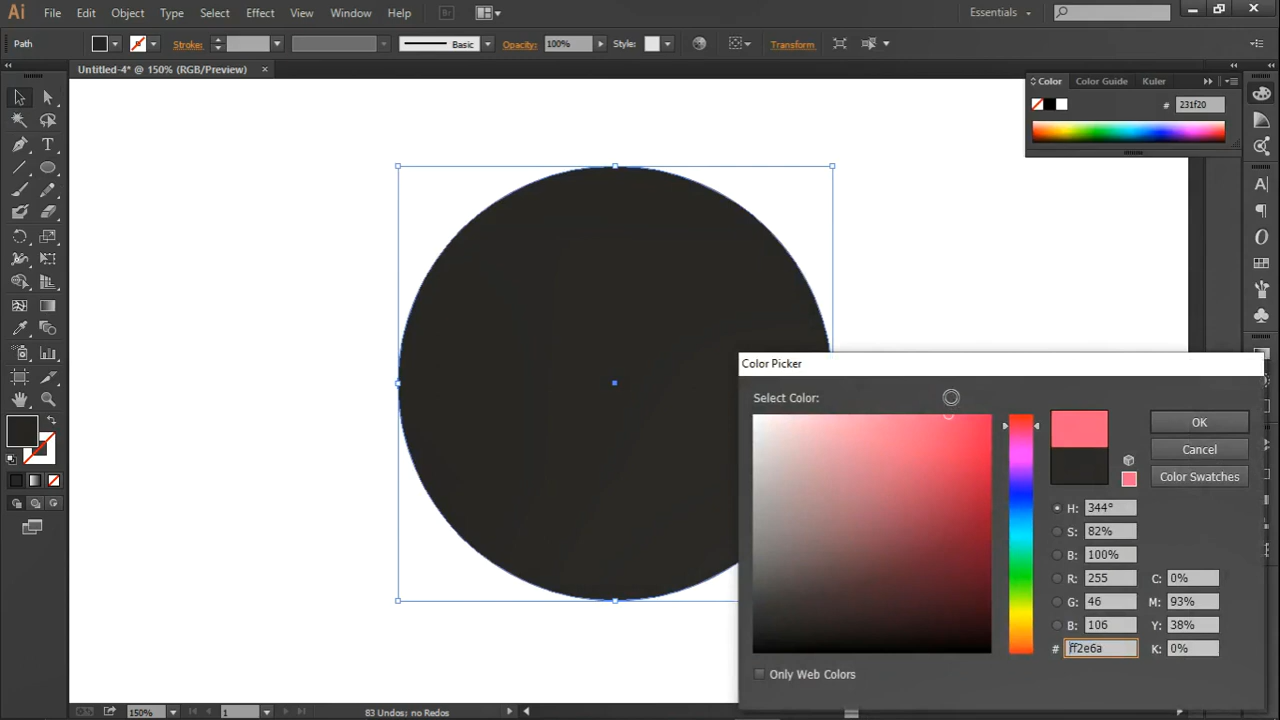 Ai File Edit Object Type Select Effect View Window Help Br Essentials
Path Stroke: Basic Opacity: 100% Style: Transform
Untitled-4* @ 150% (RGB/Preview) ×
Color Color Guide Kuler
# 231f20
Color Picker
Select Color:
OK
Cancel
Color Swatches
H: 344°
S: 82%
B: 100%
R: 255 C: 0%
G: 46 M: 93%
B: 106 Y: 38%
# ff2e6a K: 0%
Only Web Colors
150% 1 83 Undos: no Redos